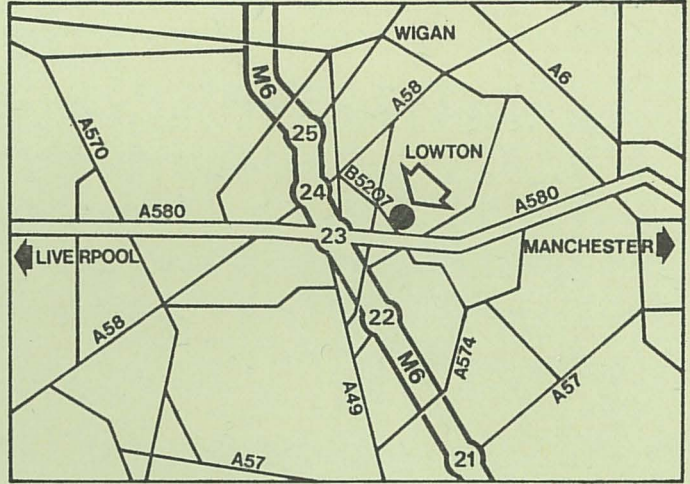 WIGAN
M6
A6
A58
A570
25
LOWTON
B5207
24
A580
A580
23
LIVERPOOL
MANCHESTER
22
A58
A574
M6
A49
A57
A57
21